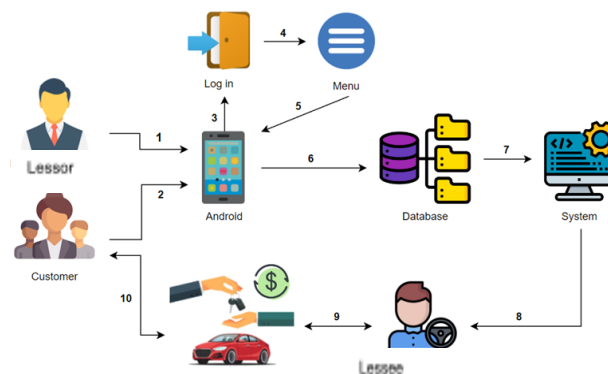 4
Log in
Menu
3
5
1
Lessor
2
6
7
Android
Database
System
Customer
10
$
9
8
Lessee